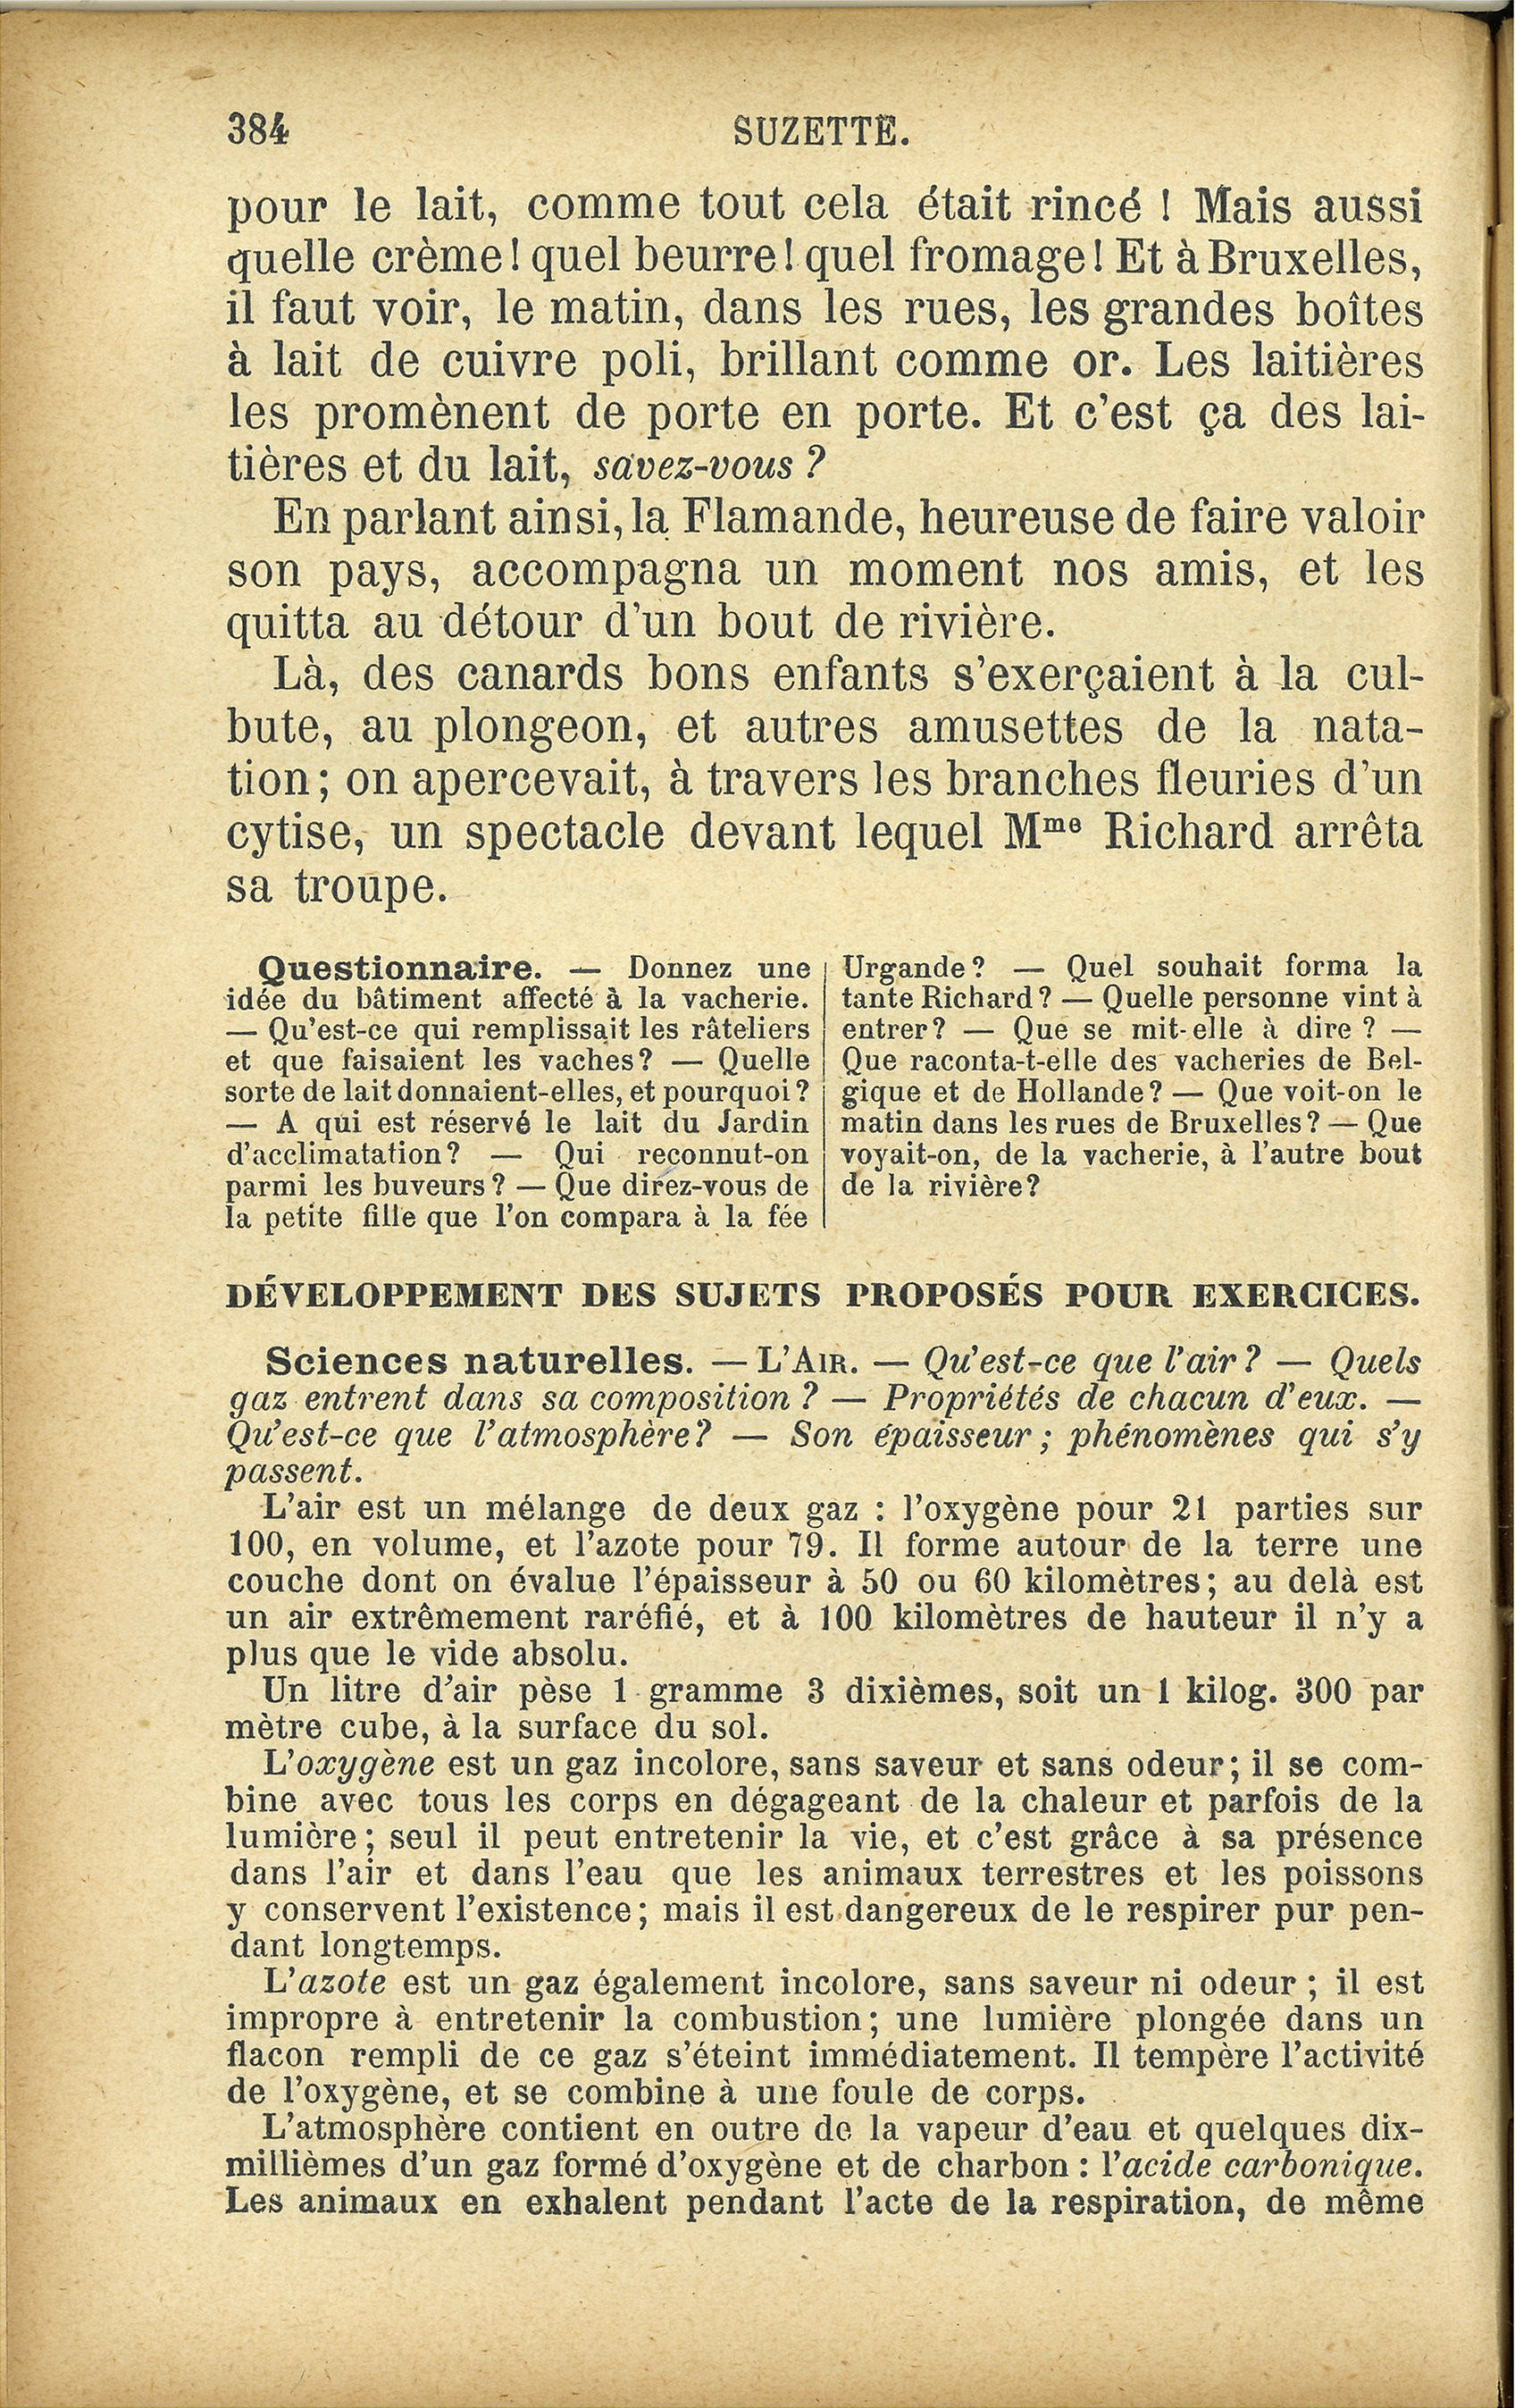 384
SUZETTE.
pour le lait, comme tout cela était rincé ! Mais aussi
quelle crème! quel beurre! quel fromage! Et à Bruxelles,
il faut voir, le matin, dans les rues, les grandes boîtes
à lait de cuivre poli, brillant comme or. Les laitières
les promènent de porte en porte. Et c'est ça des lai-
tières et du lait, savez-vous ?
En parlant ainsi, la Flamande, heureuse de faire valoir
son pays, accompagna un moment nos amis, et les
quitta au détour d'un bout de rivière.
Là, des canards bons enfants s'exerçaient à la cul-
bute, au plongeon, et autres amusettes de la nata-
tion; on apercevait, à travers les branches fleuries d'un
cytise, un spectacle devant lequel Mme Richard arrêta
sa troupe.
Questionnaire. — Donnez une
idée du bâtiment affecté à la vacherie.
— Qu'est-ce qui remplissait les râteliers
et que faisaient les vaches? — Quelle
sorte de lait donnaient-elles, et pourquoi?
— A qui est réservé le lait du Jardin
d'acclimatation? — Qui reconnut-on
parmi les buveurs? — Que direz-vous de
la petite fille que l'on compara à la fée
Urgande? — Quel souhait forma la
tante Richard? — Quelle personne vint à
entrer? — Que se mit-elle à dire ? —
Que raconta-t-elle des vacheries de Bel-
gique et de Hollande? — Que voit-on le
matin dans les rues de Bruxelles? — Que
voyait-on, de la vacherie, à l'autre bout
de la rivière?
DÉVELOPPEMENT DES SUJETS PROPOSÉS POUR EXERCICES.
Sciences naturelles. — L'AIR. — Qu'est-ce que l'air? — Quels
gaz entrent dans sa composition ? — Propriétés de chacun d'eux. —
Qu'est-ce que l'atmosphère? — Son épaisseur; phénomènes qui s'y
passent.
L'air est un mélange de deux gaz : l'oxygène pour 21 parties sur
100, en volume, et l'azote pour 79. Il forme autour de la terre une
couche dont on évalue l'épaisseur à 50 ou 60 kilomètres; au delà est
un air extrêmement raréfié, et à 100 kilomètres de hauteur il n'y a
plus que le vide absolu.
Un litre d'air pèse 1 gramme 3 dixièmes, soit un 1 kilog. 300 par
mètre cube, à la surface du sol.
L'oxygène est un gaz incolore, sans saveur et sans odeur; il se com-
bine avec tous les corps en dégageant de la chaleur et parfois de la
lumière; seul il peut entretenir la vie, et c'est grâce à sa présence
dans l'air et dans l'eau que les animaux terrestres et les poissons
y conservent l'existence; mais il est dangereux de le respirer pur pen-
dant longtemps.
L'azote est un gaz également incolore, sans saveur ni odeur ; il est
impropre à entretenir la combustion; une lumière plongée dans un
flacon rempli de ce gaz s'éteint immédiatement. Il tempère l'activité
de l'oxygène, et se combine à une foule de corps.
L'atmosphère contient en outre de la vapeur d'eau et quelques dix-
millièmes d'un gaz formé d'oxygène et de charbon : l'acide carbonique.
Les animaux en exhalent pendant l'acte de la respiration, de même